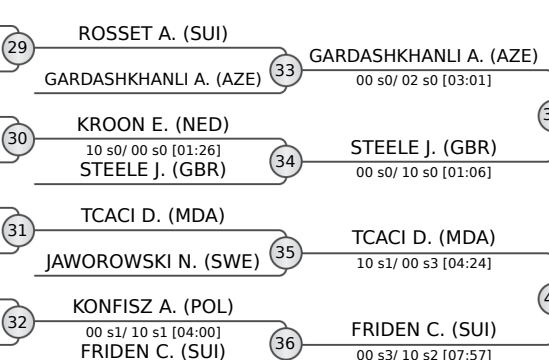 ROSSET A. (SUI)
29
GARDASHKHANLI A. (AZE)
33
GARDASHKHANLI A. (AZE)
00 s0/ 02 s0 [03:01]
KROON E. (NED)
30
10 s0/ 00 s0 [01:26]
STEELE J. (GBR)
34
STEELE J. (GBR)
00 s0/ 10 s0 [01:06]
TCACI D. (MDA)
31
JAWOROWSKI N. (SWE)
35
TCACI D. (MDA)
10 s1/ 00 s3 [04:24]
KONFISZ A. (POL)
32
00 s1/ 10 s1 [04:00]
FRIDEN C. (SUI)
36
FRIDEN C. (SUI)
00 s3/ 10 s2 [07:57]